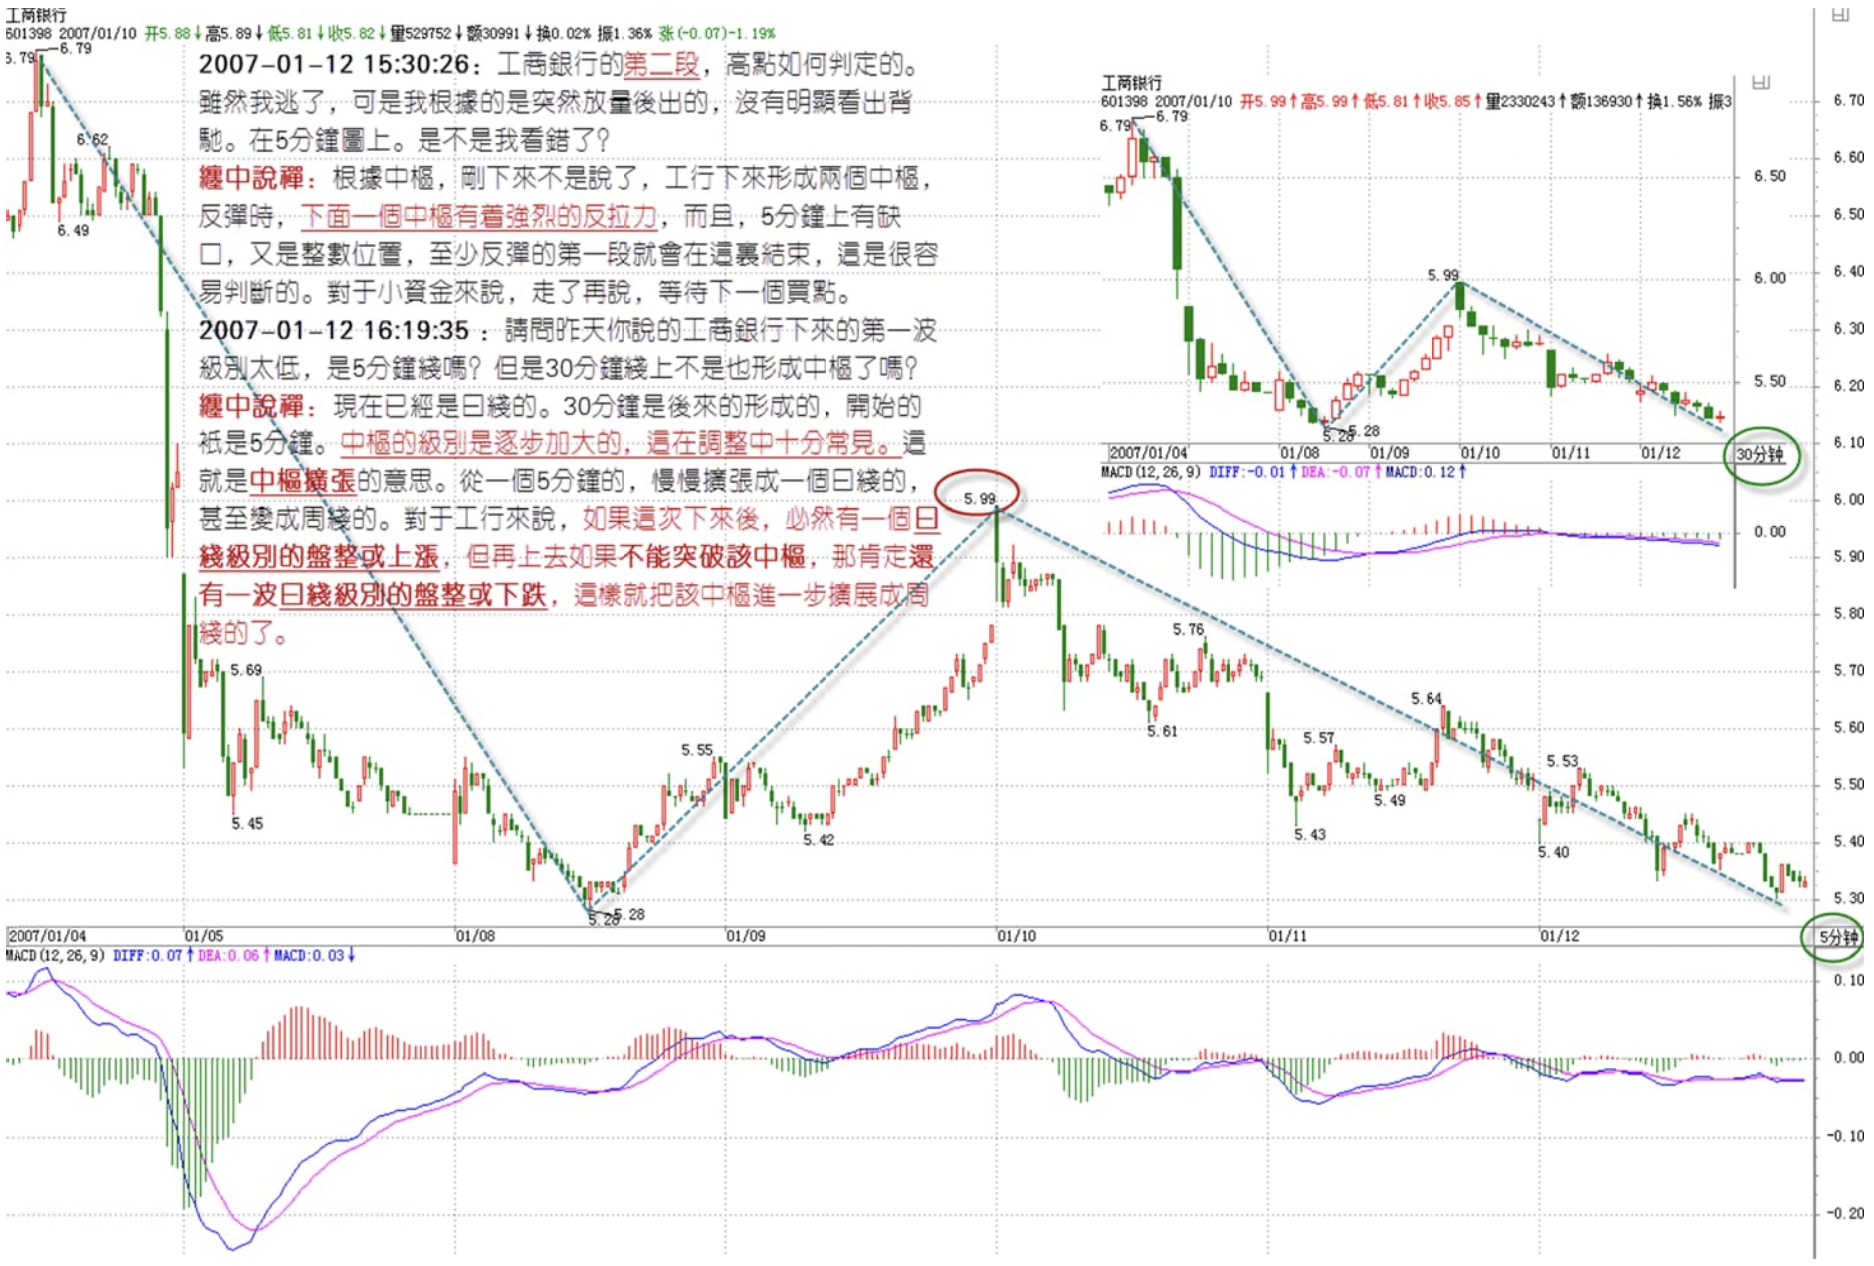 工商银行
601398 2007/01/10 开5.88↓高5.89↓低5.81↓收5.82↓量529752↓额30991↓换0.02% 振1.36% 涨(-0.07)-1.19%
6.79
6.79
6.62
6.49
2007-01-12 15:30:26：工商銀行的第二段，高點如何判定的。
雖然我逃了，可是我根據的是突然放量後出的，沒有明顯看出背
馳。在5分鐘圖上。是不是我看錯了？
纏中說禪：根據中樞，剛下來不是說了，工行下來形成兩個中樞，
反彈時，下面一個中樞有着強烈的反拉力，而且，5分鐘上有缺
口，又是整數位置，至少反彈的第一段就會在這裏結束，這是很容
易判斷的。對于小資金來說，走了再說，等待下一個買點。
2007-01-12 16:19:35 ：請問昨天你說的工商銀行下來的第一波
級別太低，是5分鐘綫嗎？但是30分鐘綫上不是也形成中樞了嗎？
纏中說禪：現在已經是日綫的。30分鐘是後來的形成的，開始的
衹是5分鐘。中樞的級別是逐步加大的，這在調整中十分常見。這
就是中樞擴張的意思。從一個5分鐘的，慢慢擴張成一個日綫的，
甚至變成周綫的。對于工行來說，如果這次下來後，必然有一個日
綫級別的盤整或上漲，但再上去如果不能突破該中樞，那肯定還
有一波日綫級別的盤整或下跌，這樣就把該中樞進一步擴展成周
綫的了。
工商银行
601398 2007/01/10 开5.99↑高5.99↑低5.81↑收5.85↑量2330243↑额136930↑换1.56% 振3
6.79
6.79
5.99
5.28
5.28
6.50
6.00
5.50
2007/01/04 01/08 01/09 01/10 01/11 01/12 30分钟
MACD(12,26,9) DIFF:-0.01↑ DEA:-0.07↑ MACD:0.12↑
0.00
6.70
6.60
6.50
6.40
6.30
6.20
6.10
6.00
5.90
5.80
5.70
5.60
5.50
5.40
5.30
5.99
5.69
5.45
5.55
5.42
5.28
5.28
5.76
5.61
5.57
5.43
5.49
5.64
5.53
5.40
2007/01/04 01/05 01/08 01/09 01/10 01/11 01/12 5分钟
MACD(12,26,9) DIFF:0.07↑ DEA:0.06↑ MACD:0.03↓
0.10
0.00
-0.10
-0.20